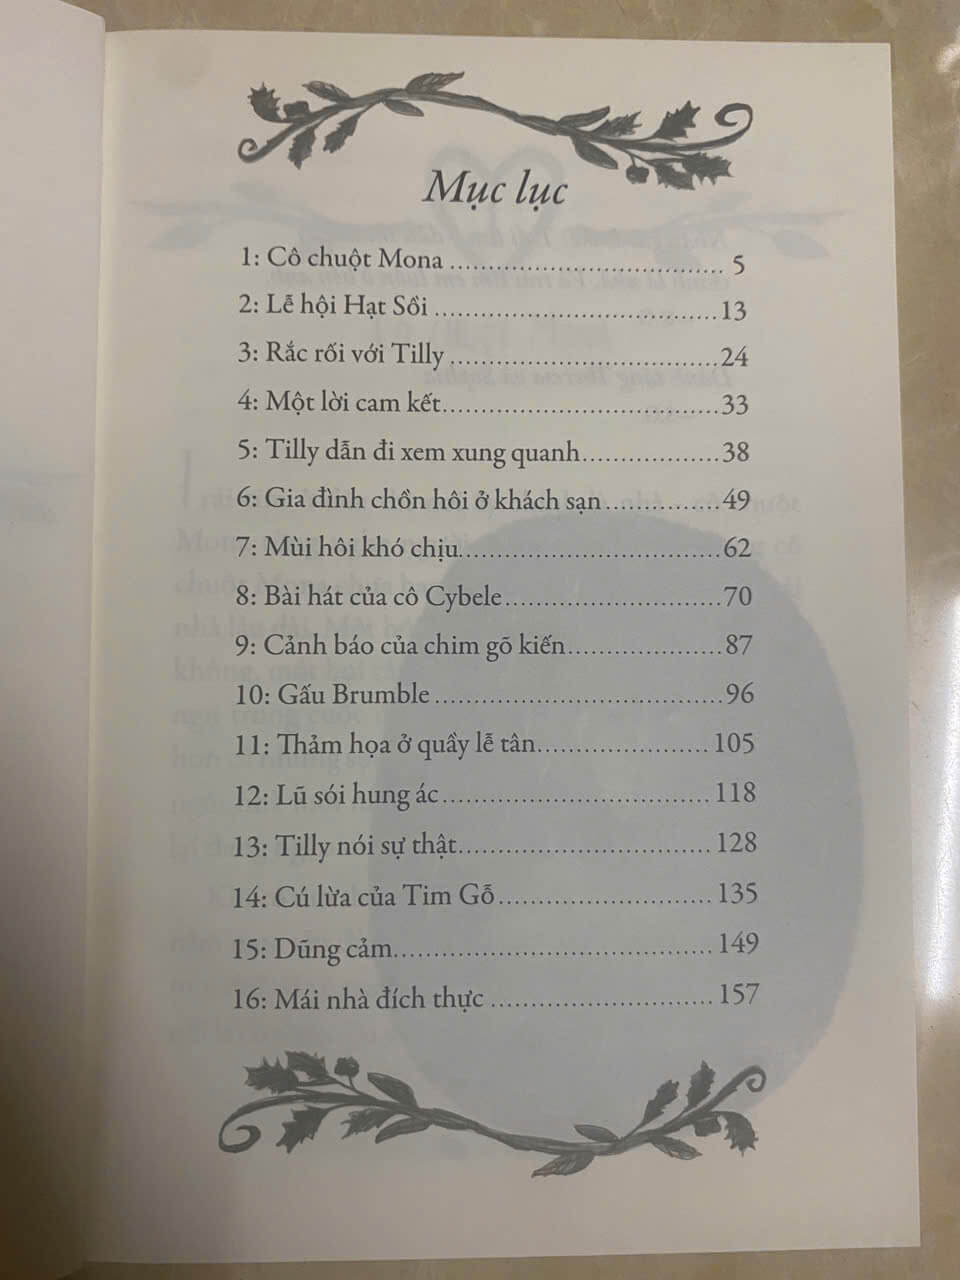 Mục lục
1: Cô chuột Mona ........................................ 5
2: Lễ hội Hạt Sồi ........................................ 13
3: Rắc rối với Tilly ........................................ 24
4: Một lời cam kết........................................ 33
5: Tilly dẫn đi xem xung quanh.................... 38
6: Gia đình chồn hôi ở khách sạn ................. 49
7: Mùi hôi khó chịu..................................... 62
8: Bài hát của cô Cybele............................... 70
9: Cảnh báo của chim gõ kiến...................... 87
10: Gấu Brumble ........................................ 96
11: Thảm họa ở quầy lễ tân......................... 105
12: Lũ sói hung ác ..................................... 118
13: Tilly nói sự thật.................................... 128
14: Cú lừa của Tim Gỗ ............................... 135
15: Dũng cảm............................................. 149
16: Mái nhà đích thực ................................ 157